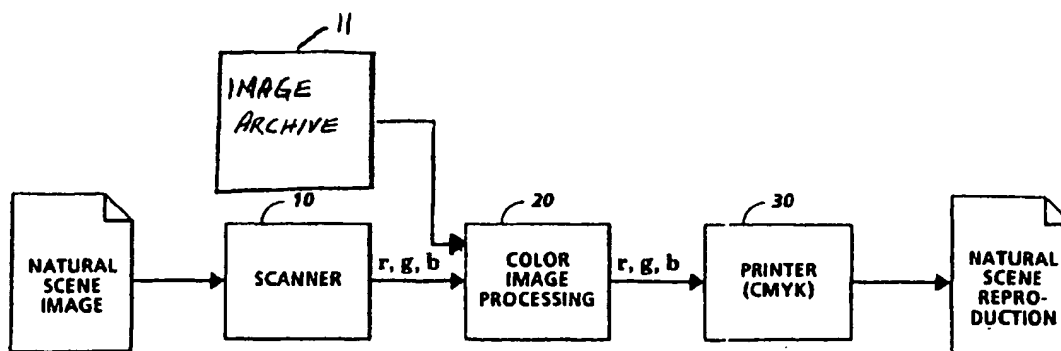 11
IMAGE
ARCHIVE
10
20
30
NATURAL
SCENE
IMAGE
SCANNER
r, g, b
COLOR
IMAGE
PROCESSING
r, g, b
PRINTER
(CMYK)
NATURAL
SCENE
REPRO-
DUCTION